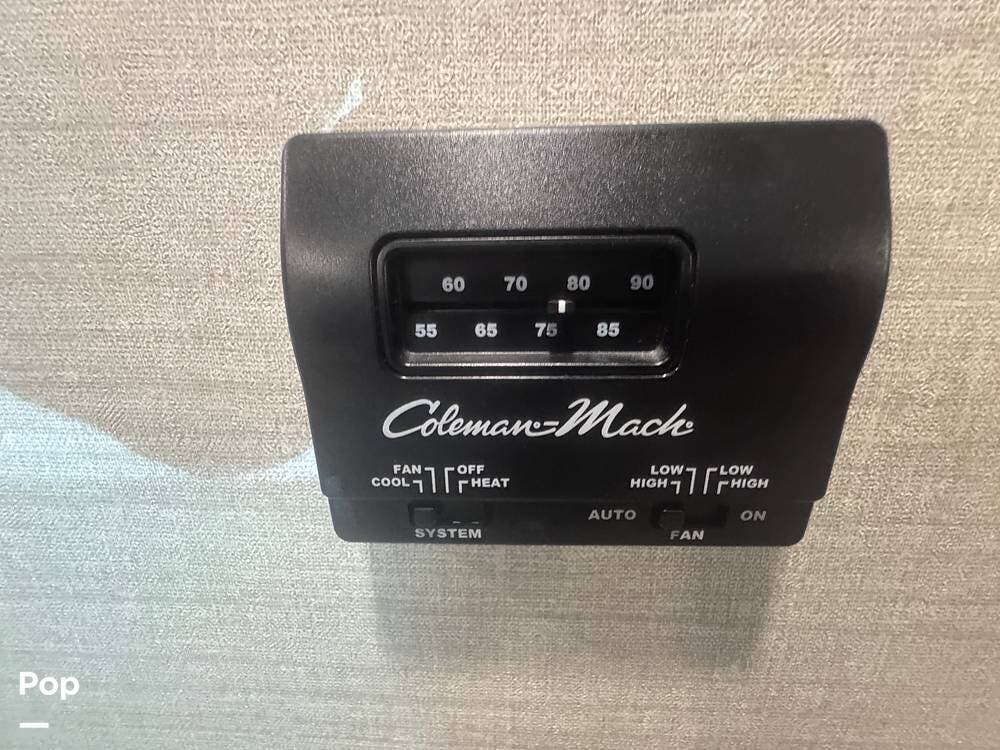 60 70 80 90
55 65 75 85
Coleman-Mach
FAN OFF LOW LOW
COOL HEAT HIGH HIGH
AUTO ON
SYSTEM FAN
Pop